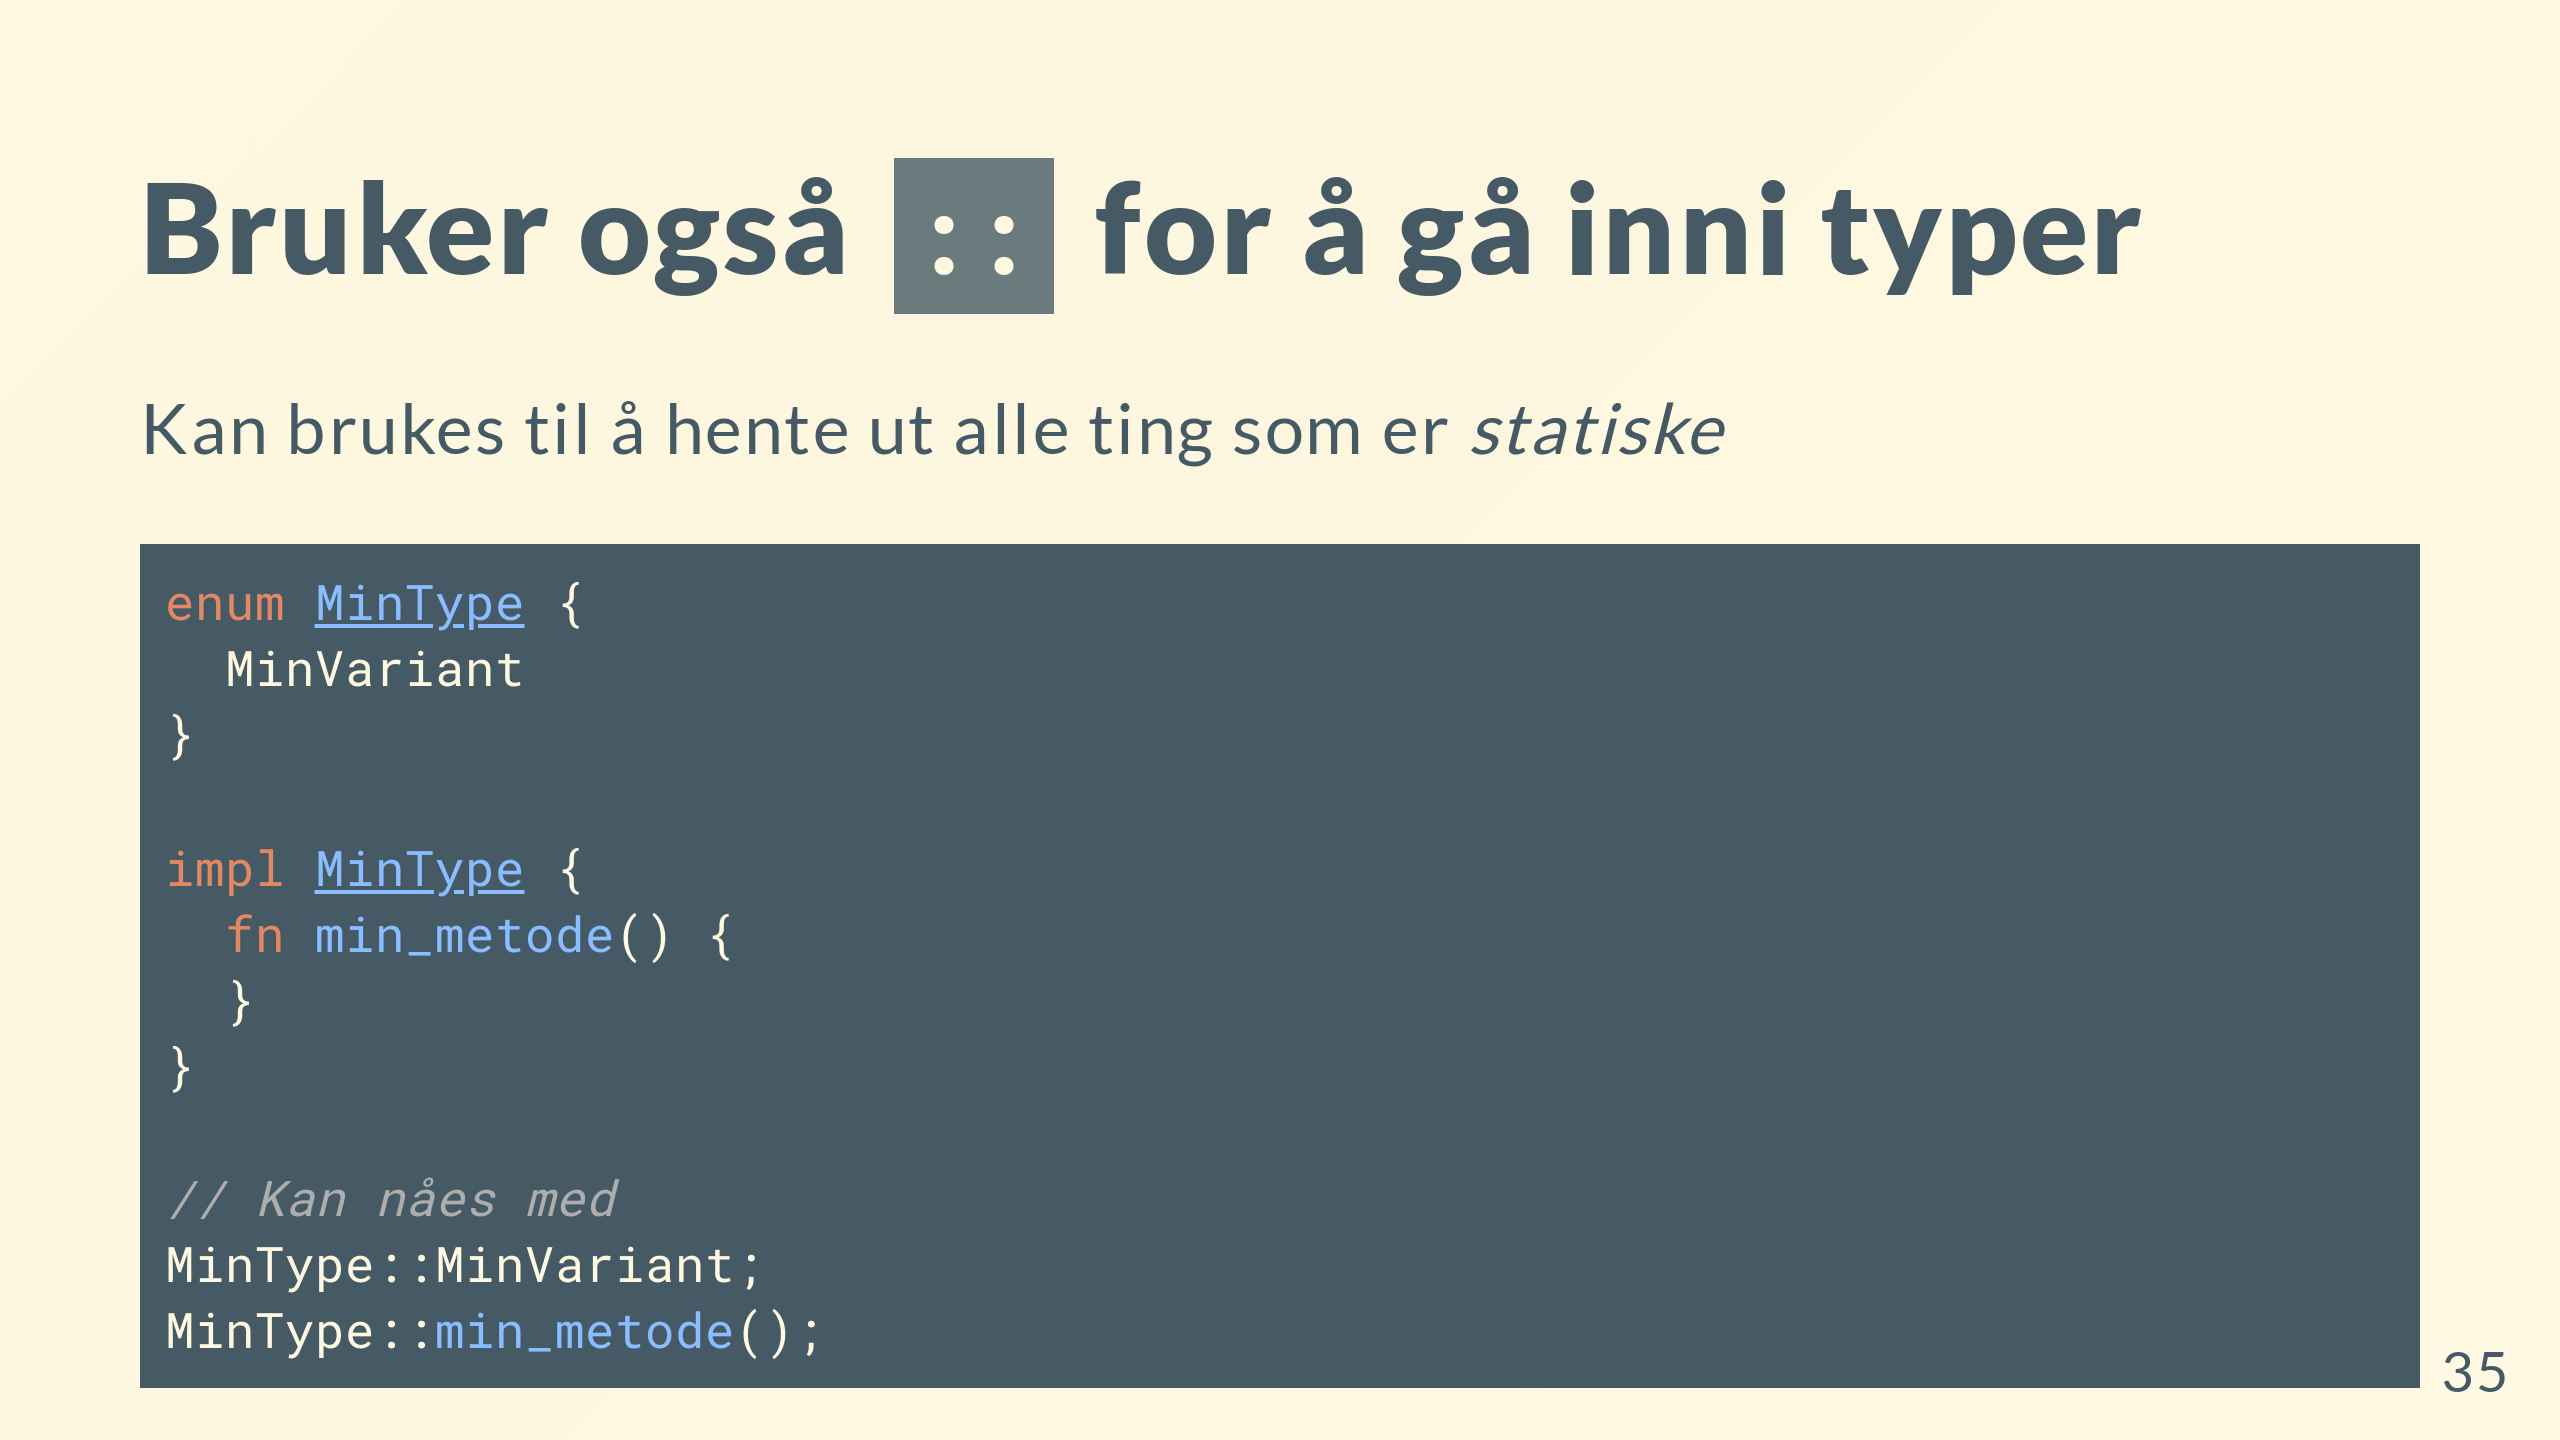 Bruker også :: for å gå inni typer
Kan brukes til å hente ut alle ting som er statiske
enum MinType {
  MinVariant
}

impl MinType {
  fn min_metode() {
  }
}

// Kan nåes med
MinType::MinVariant;
MinType::min_metode();
35